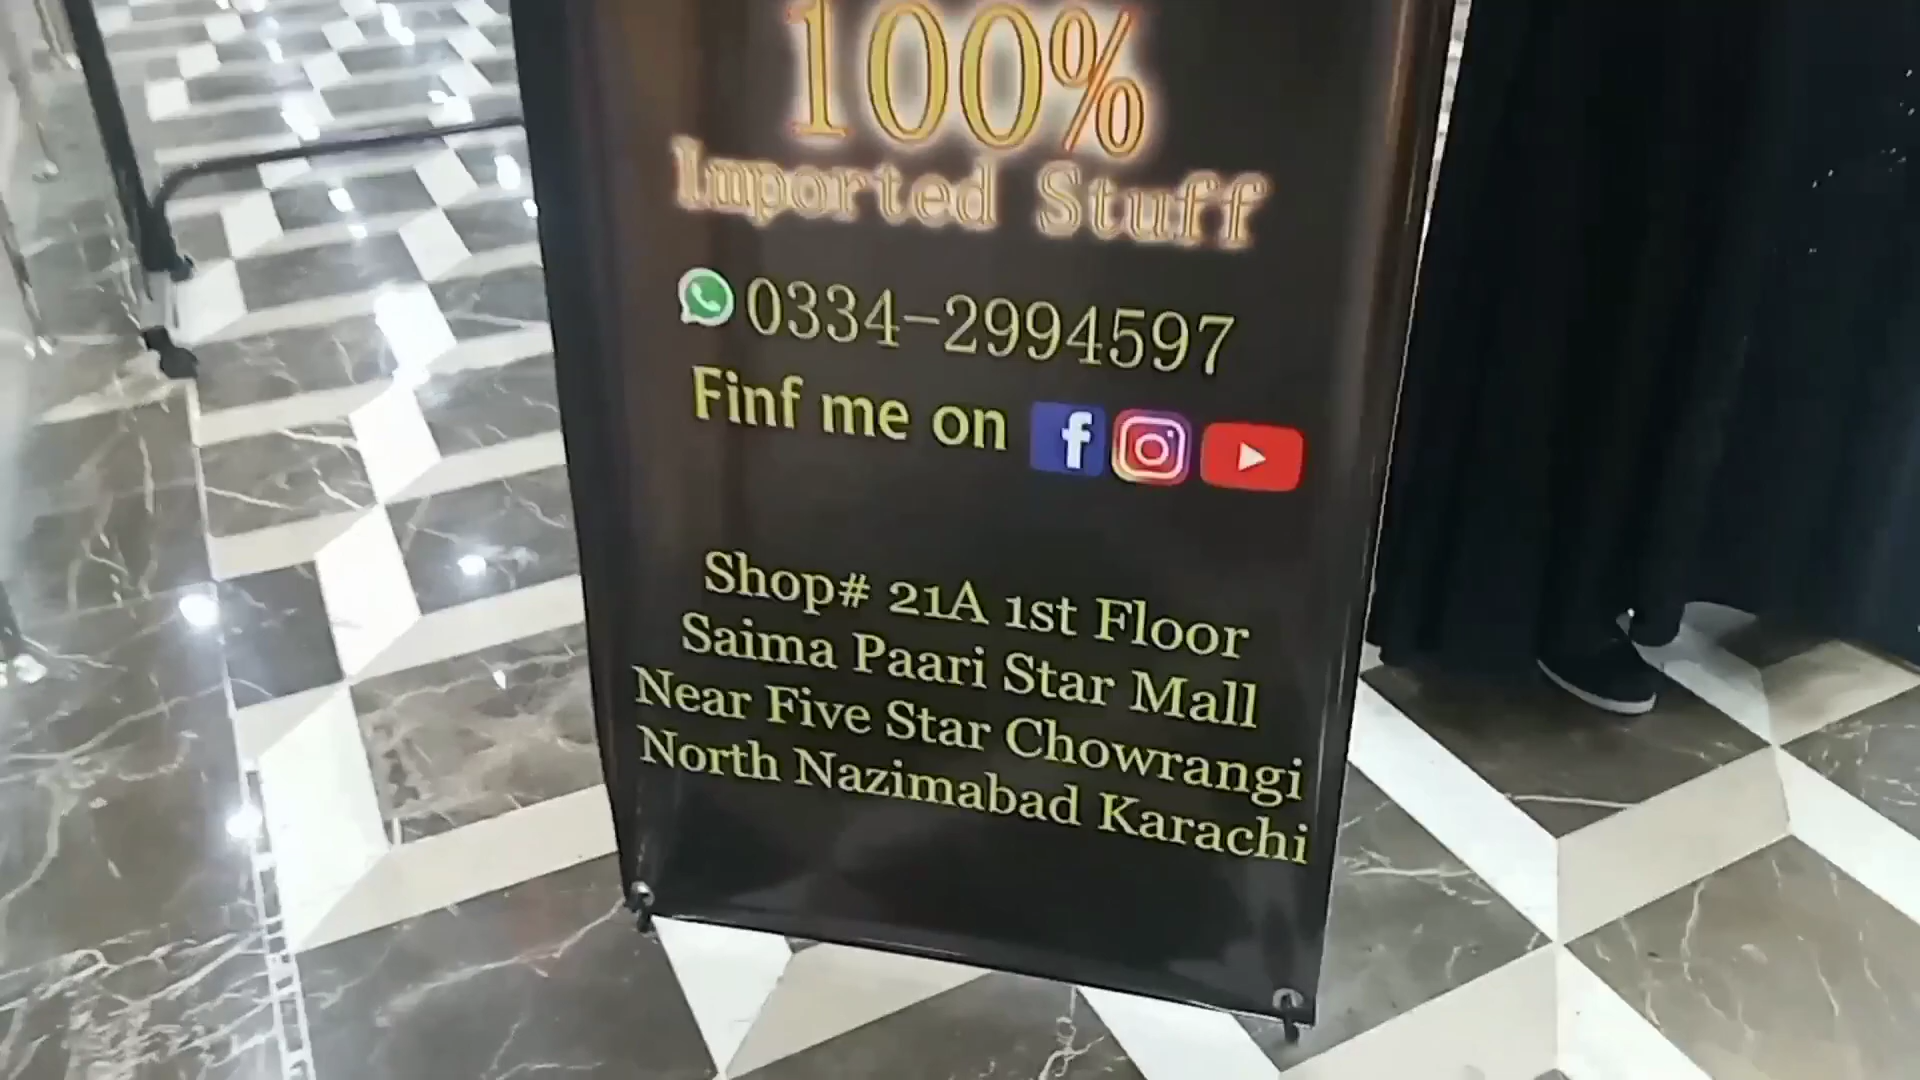 100%
Imported Stuff
0334-2994597
Finf me on
Shop# 21A 1st Floor
Saima Paari Star Mall
Near Five Star Chowrangi
North Nazimabad Karachi